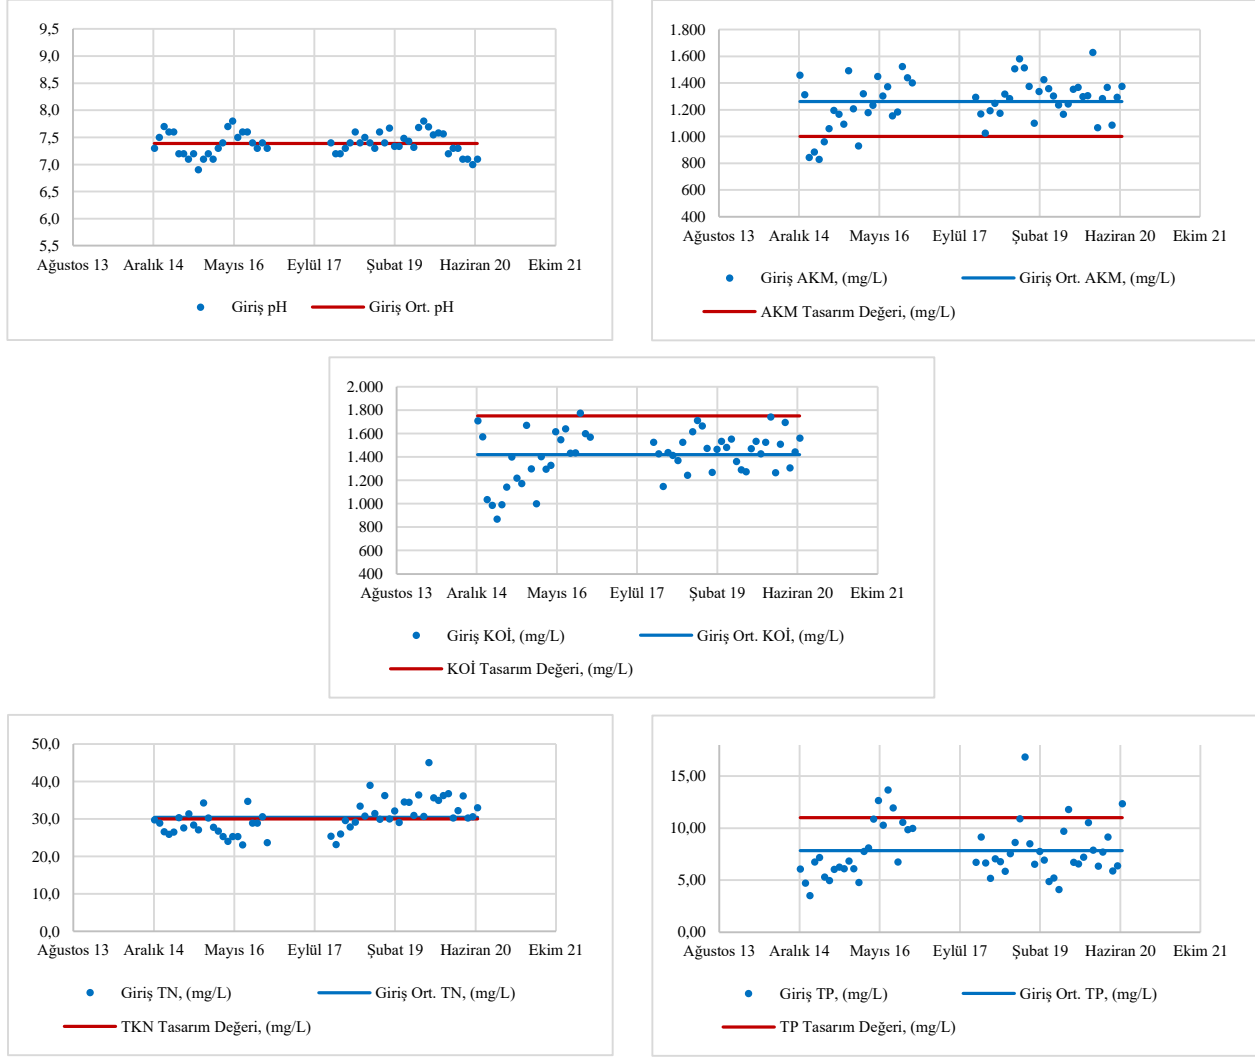 9,5
9,0
8,5
8,0
7,5
7,0
6,5
6,0
5,5
Ağustos 13 Aralık 14 Mayıs 16 Eylül 17 Şubat 19 Haziran 20 Ekim 21
Giriş pH Giriş Ort. pH
1.800
1.600
1.400
1.200
1.000
800
600
400
Ağustos 13 Aralık 14 Mayıs 16 Eylül 17 Şubat 19 Haziran 20 Ekim 21
Giriş AKM, (mg/L) Giriş Ort. AKM, (mg/L)
AKM Tasarım Değeri, (mg/L)
2.000
1.800
1.600
1.400
1.200
1.000
800
600
400
Ağustos 13 Aralık 14 Mayıs 16 Eylül 17 Şubat 19 Haziran 20 Ekim 21
Giriş KOİ, (mg/L) Giriş Ort. KOİ, (mg/L)
KOİ Tasarım Değeri, (mg/L)
50,0
40,0
30,0
20,0
10,0
0,0
Ağustos 13 Aralık 14 Mayıs 16 Eylül 17 Şubat 19 Haziran 20 Ekim 21
Giriş TN, (mg/L) Giriş Ort. TN, (mg/L)
TKN Tasarım Değeri, (mg/L)
15,00
10,00
5,00
0,00
Ağustos 13 Aralık 14 Mayıs 16 Eylül 17 Şubat 19 Haziran 20 Ekim 21
Giriş TP, (mg/L) Giriş Ort. TP, (mg/L)
TP Tasarım Değeri, (mg/L)